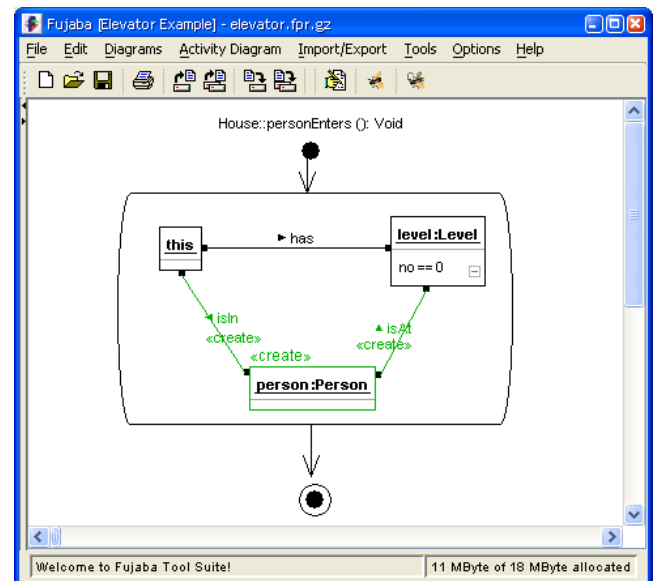 Fujaba [Elevator Example] - elevator.fpr.gz
File Edit Diagrams Activity Diagram Import/Export Tools Options Help
House::personEnters (): Void
this
► has
level:Level
no == 0
◄ isIn
«create»
▲ isAt
«create»
«create»
person:Person
Welcome to Fujaba Tool Suite!
11 MByte of 18 MByte allocated